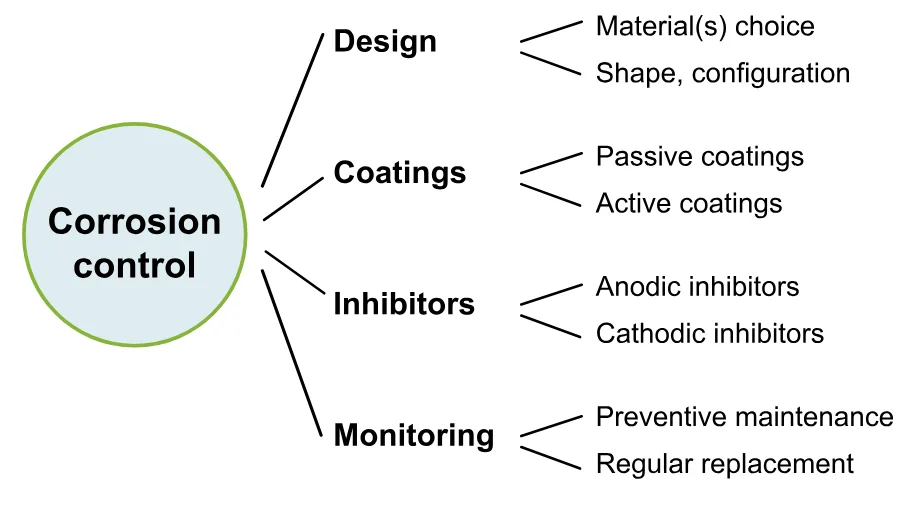 Corrosion
control
Design
Material(s) choice
Shape, configuration
Coatings
Passive coatings
Active coatings
Inhibitors
Anodic inhibitors
Cathodic inhibitors
Monitoring
Preventive maintenance
Regular replacement